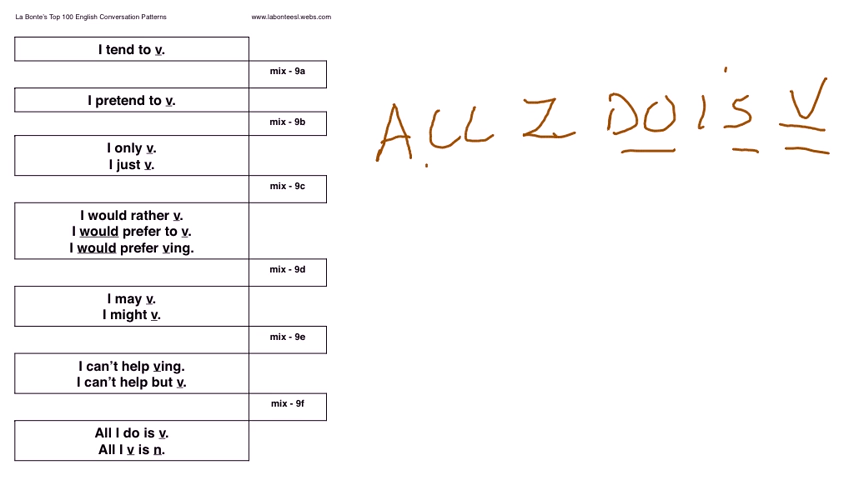 La Bonte's Top 100 English Conversation Patterns www.labonteesl.webs.com
I tend to v.
mix - 9a
I pretend to v.
mix - 9b
I only v.
I just v.
mix - 9c
I would rather v.
I would prefer to v.
I would prefer ving.
mix - 9d
I may v.
I might v.
mix - 9e
I can't help ving.
I can't help but v.
mix - 9f
All I do is v.
All I v is n.
ALL I DO IS V